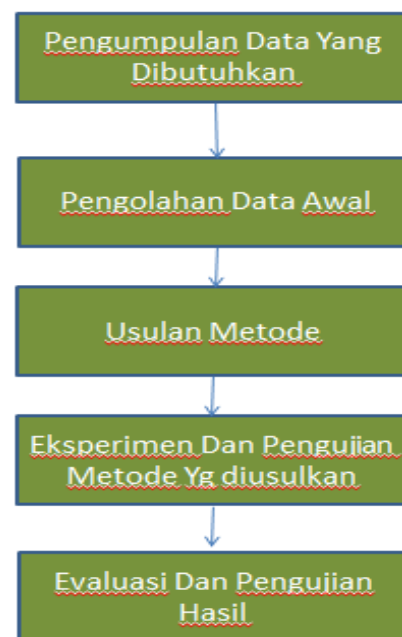 Pengumpulan Data Yang
Dibutuhkan
Pengolahan Data Awal
Usulan Metode
Eksperimen Dan Pengujian
Metode Yg diusulkan
Evaluasi Dan Pengujian
Hasil